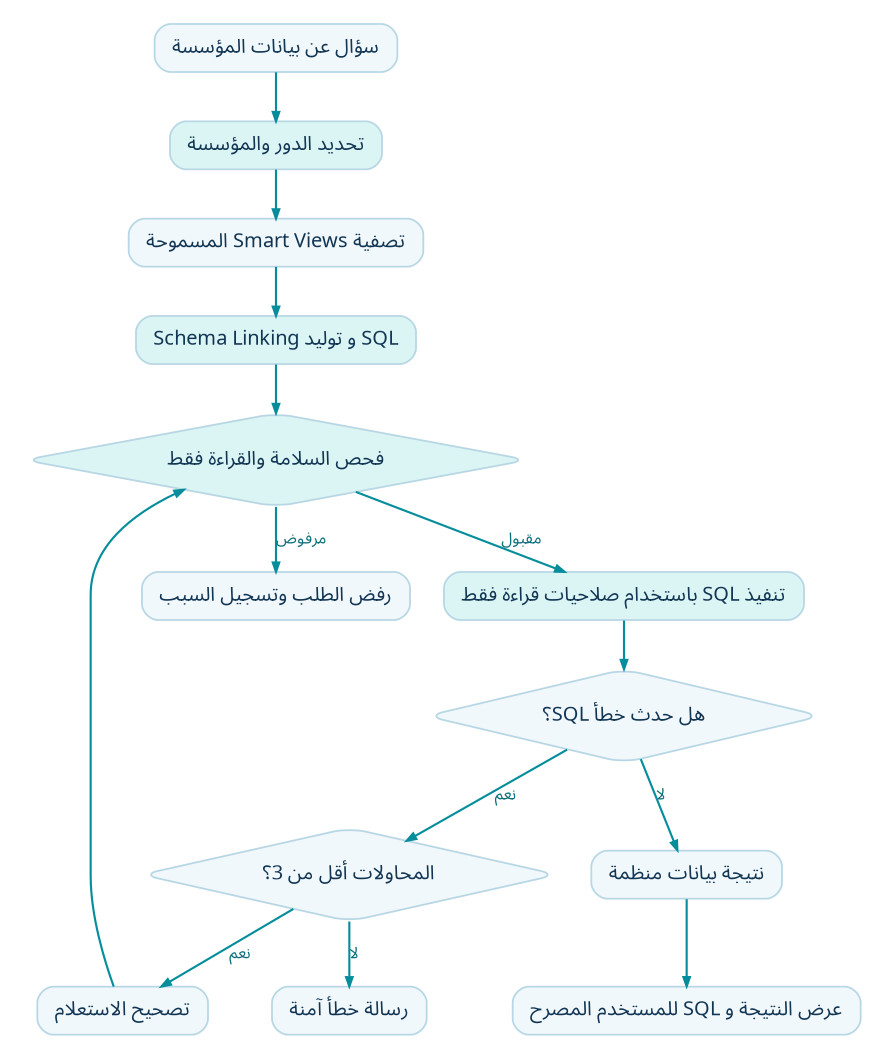 سؤال عن بيانات المؤسسة
تحديد الدور والمؤسسة
تصفية Smart Views المسموحة
Schema Linking و توليد SQL
فحص السلامة والقراءة فقط
مرفوض
مقبول
رفض الطلب وتسجيل السبب
تنفيذ SQL باستخدام صلاحيات قراءة فقط
هل حدث خطأ SQL؟
نعم
لا
المحاولات أقل من 3؟
نتيجة بيانات منظمة
نعم
لا
تصحيح الاستعلام
رسالة خطأ آمنة
عرض النتيجة و SQL للمستخدم المصرح